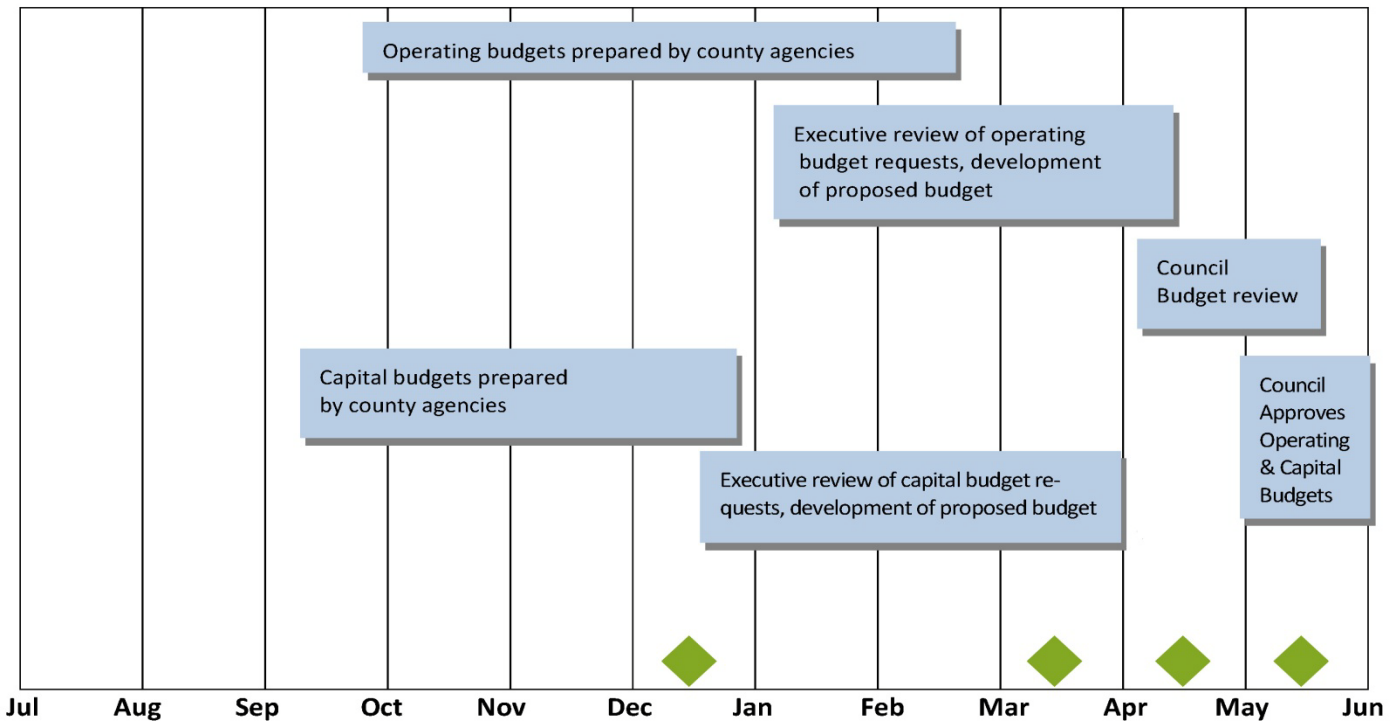 Operating budgets prepared by county agencies
Executive review of operating
budget requests, development
of proposed budget
Council
Budget review
Capital budgets prepared
by county agencies
Council
Approves
Operating
& Capital
Budgets
Executive review of capital budget re-
quests, development of proposed budget
Jul Aug Sep Oct Nov Dec Jan Feb Mar Apr May Jun